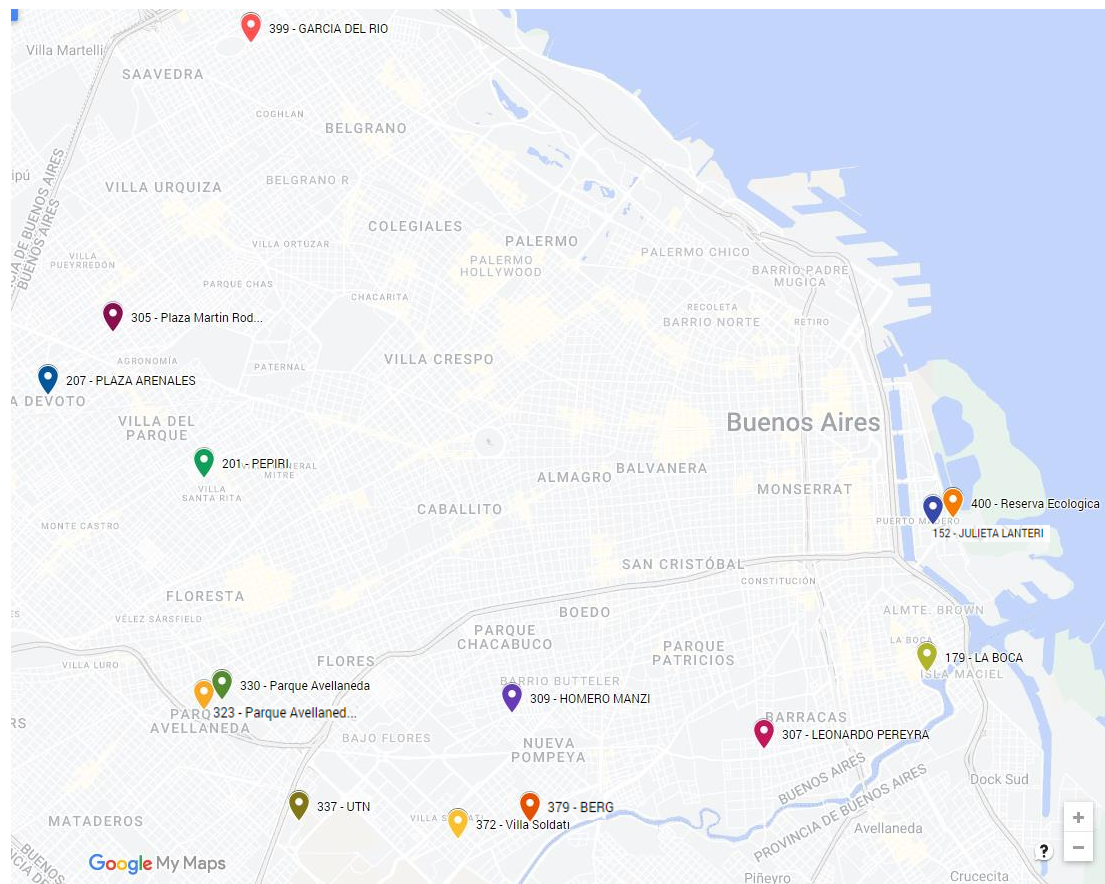 399 - GARCIA DEL RIO
Villa Martelli
SAAVEDRA
COGHLAN
BELGRANO
ipú
BELGRANO R
VILLA URQUIZA
COLEGIALES
VILLA ORTÚZAR
PALERMO
PALERMO
HOLLYWOOD
PALERMO CHICO
VILLA
PUEYRREDÓN
BARRIO PADRE
MUGICA
PARQUE CHAS
CHACARITA
RECOLETA
BARRIO NORTE
RETIRO
305 - Plaza Martin Rod...
AGRONOMÍA
PATERNAL
VILLA CRESPO
207 - PLAZA ARENALES
A DEVOTO
VILLA DEL
PARQUE
Buenos Aires
201 - PEPIRI
ERAL
MITRE
VILLA
SANTA RITA
ALMAGRO
BALVANERA
MONSERRAT
CABALLITO
400 - Reserva Ecologica
PUERTO MADERO
152 - JULIETA LANTERI
MONTE CASTRO
SAN CRISTÓBAL
CONSTITUCIÓN
FLORESTA
VÉLEZ SÁRSFIELD
BOEDO
ALMTE. BROWN
PARQUE
CHACABUCO
PARQUE
PATRICIOS
LA BOCA
179 - LA BOCA
ISLA MACIEL
VILLA LURO
FLORES
BARRIO BUTTELER
330 - Parque Avellaneda
309 - HOMERO MANZI
PARQ
323 - Parque Avellaned...
AVELLANEDA
BARRACAS
307 - LEONARDO PEREYRA
BAJO FLORES
NUEVA
POMPEYA
BUENOS AIRES
PROVINCIA DE BUENOS AIRES
Dock Sud
337 - UTN
379 - BERG
372 - Villa Soldati
MATADEROS
Avellaneda
Google My Maps
Piñeyro
Crucecita
+
−
?